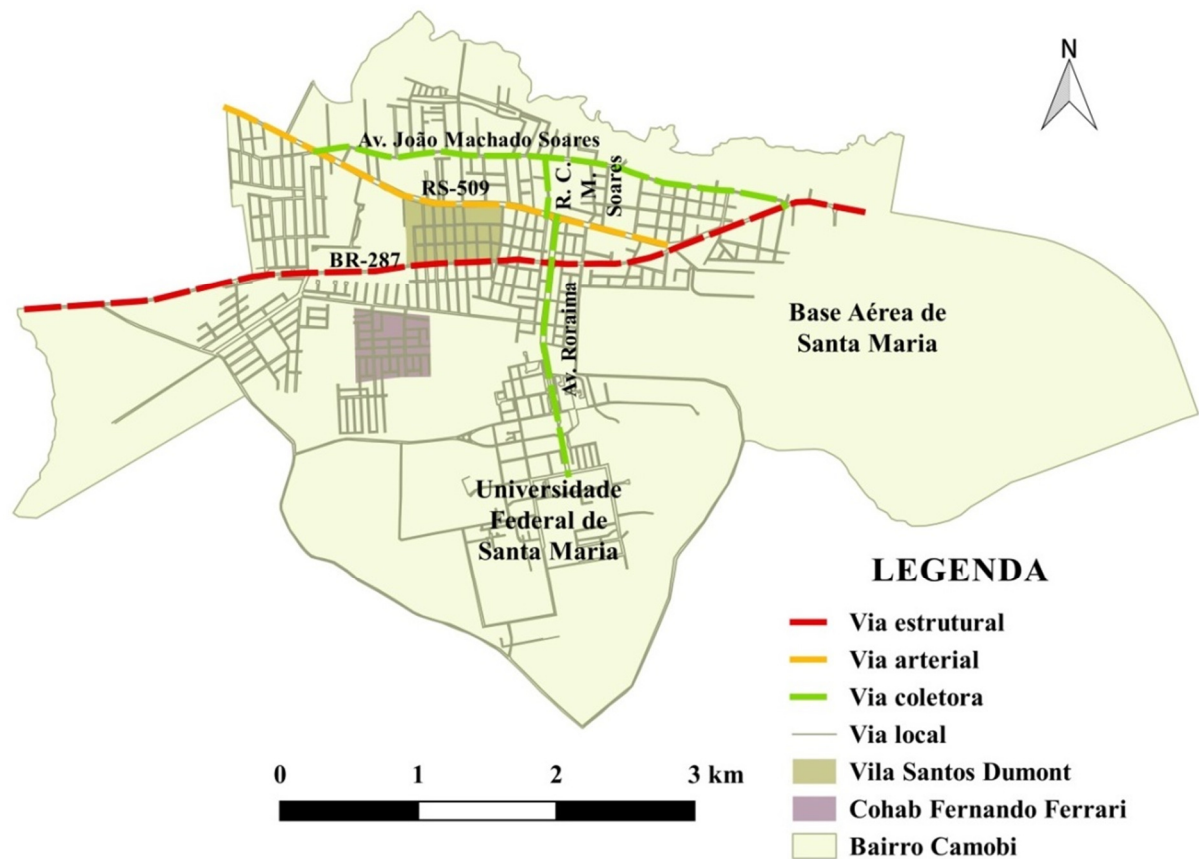 N
Av. João Machado Soares
R. C.
M.
Soares
RS-509
BR-287
Av. Roraima
Base Aérea de
Santa Maria
Universidade
Federal de
Santa Maria
LEGENDA
Via estrutural
Via arterial
Via coletora
Via local
Vila Santos Dumont
Cohab Fernando Ferrari
Bairro Camobi
0 1 2 3 km